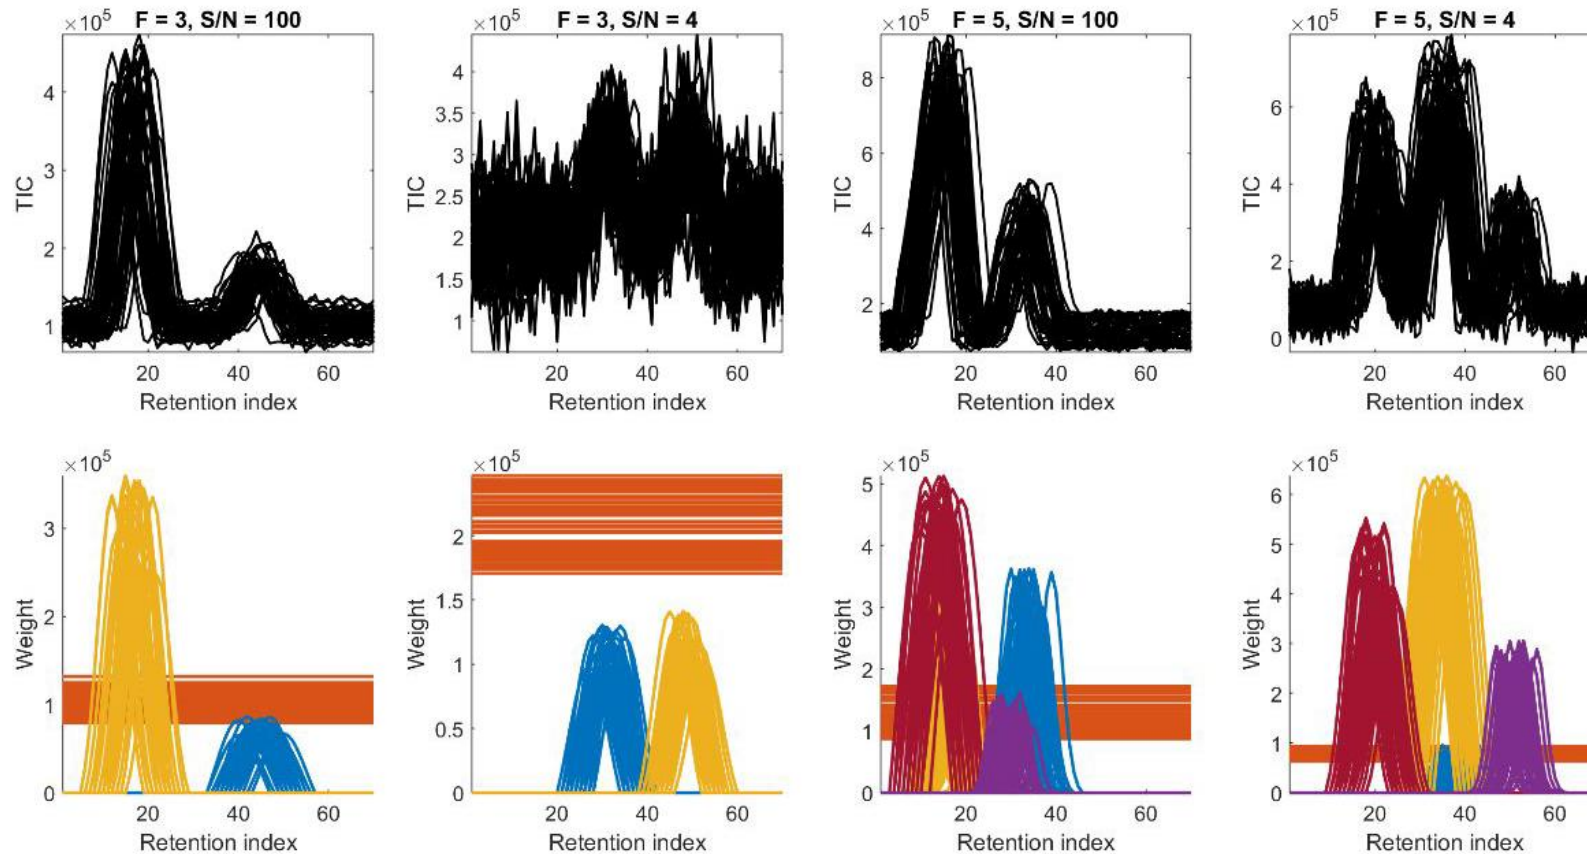 F = 3, S/N = 100
×10^5
TIC
4
3
2
1
20 40 60
Retention index
F = 3, S/N = 4
×10^5
TIC
4
3.5
3
2.5
2
1.5
1
20 40 60
Retention index
F = 5, S/N = 100
×10^5
TIC
8
6
4
2
20 40 60
Retention index
F = 5, S/N = 4
×10^5
TIC
6
4
2
0
20 40 60
Retention index
×10^5
Weight
3
2
1
0
20 40 60
Retention index
×10^5
Weight
2
1.5
1
0.5
0
20 40 60
Retention index
×10^5
Weight
5
4
3
2
1
0
20 40 60
Retention index
×10^5
Weight
6
5
4
3
2
1
0
20 40 60
Retention index